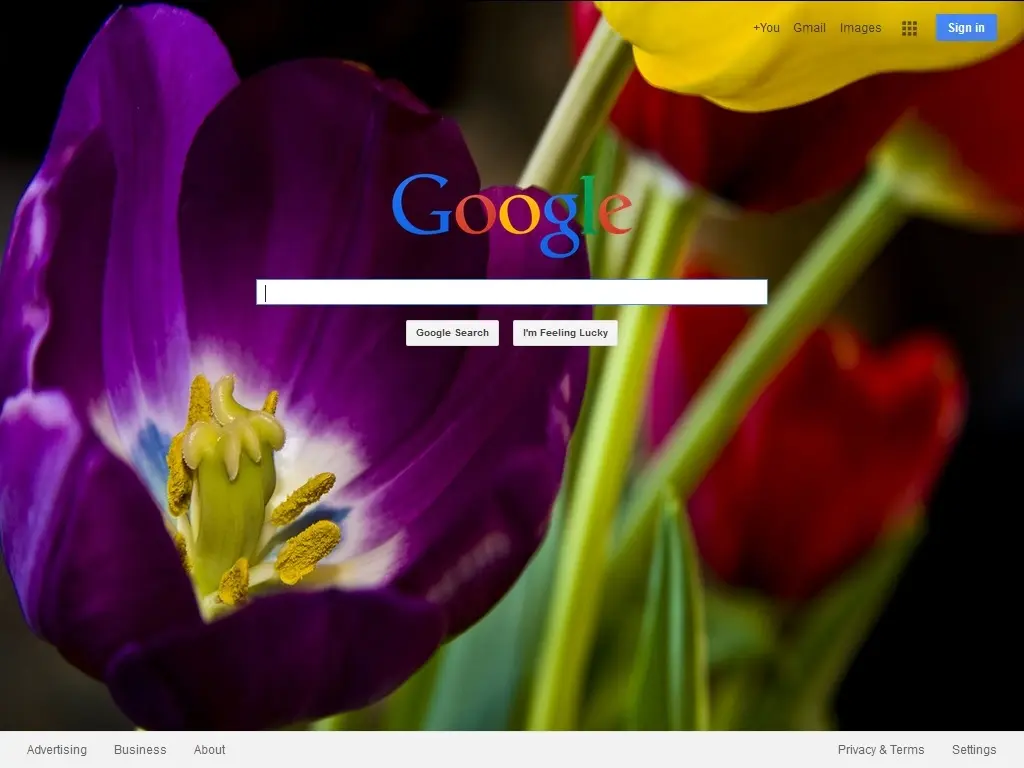 +You Gmail Images Sign in
Google
Google Search I'm Feeling Lucky
Advertising Business About Privacy & Terms Settings